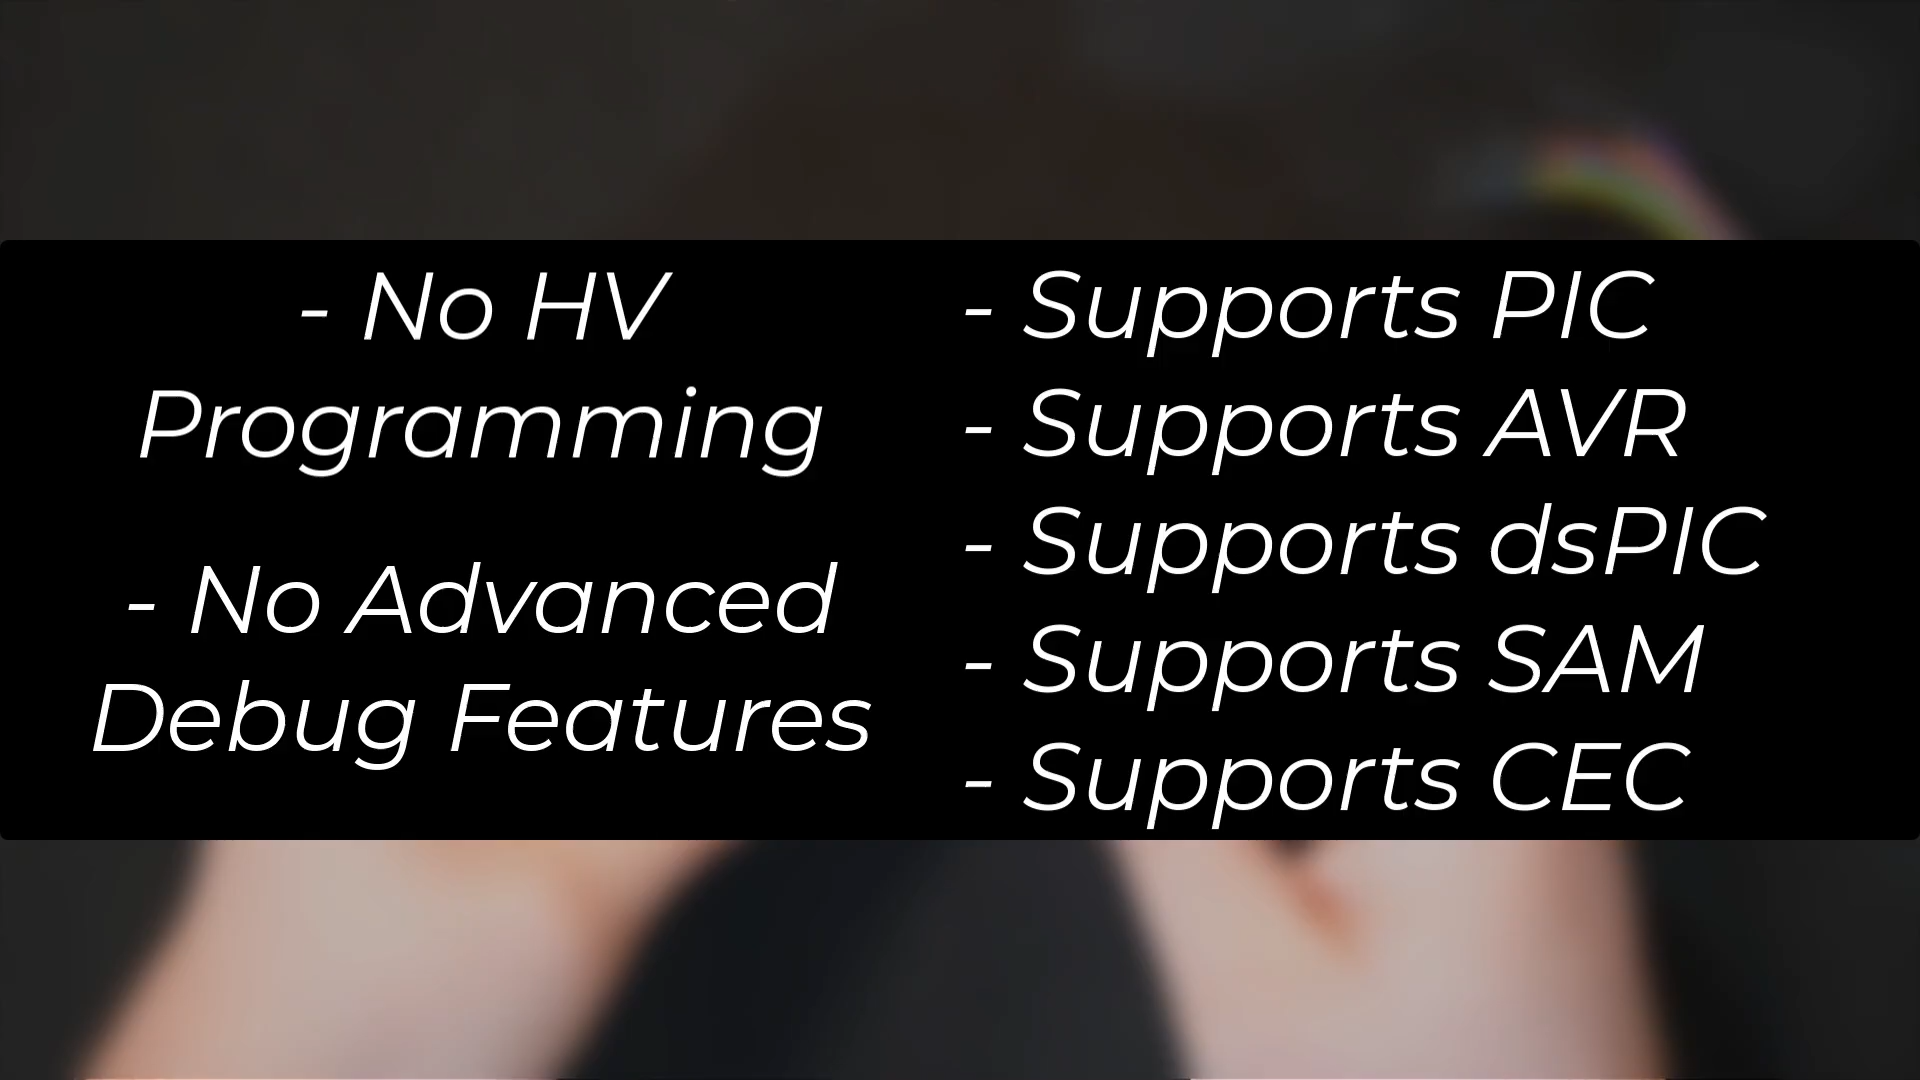 - No HV
Programming
- No Advanced
Debug Features
- Supports PIC
- Supports AVR
- Supports dsPIC
- Supports SAM
- Supports CEC